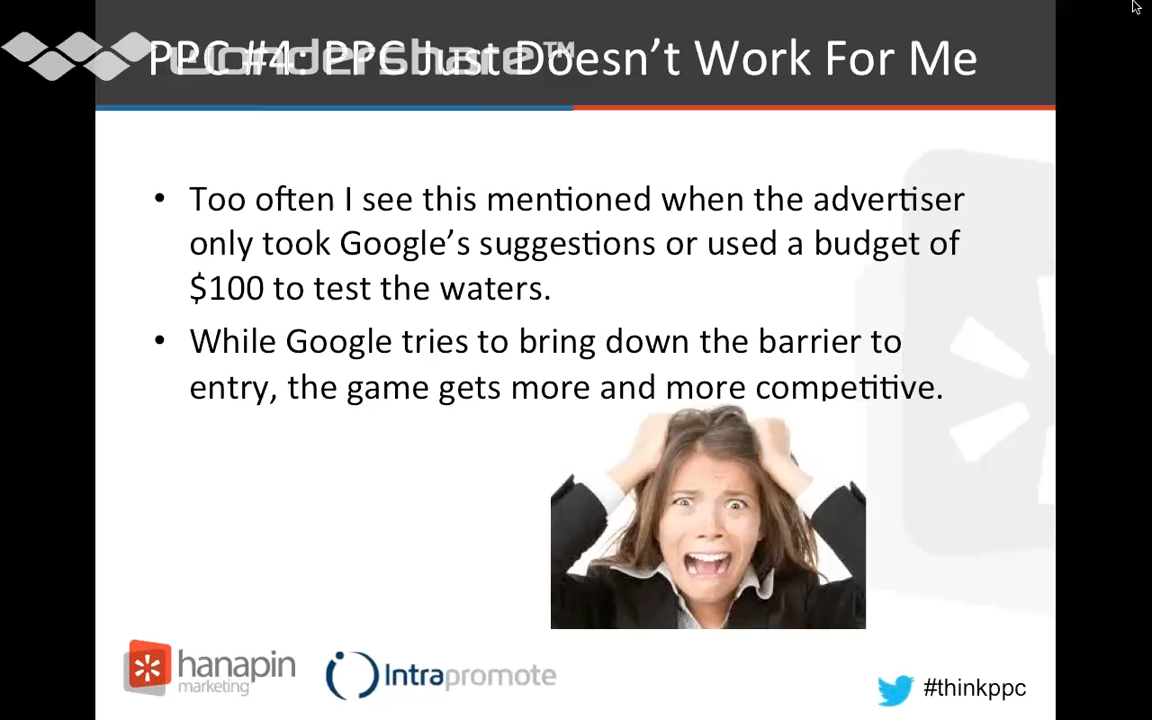 PPC #4: PPC Just Doesn't Work For Me
wondershare™
• Too often I see this mentioned when the advertiser
only took Google's suggestions or used a budget of
$100 to test the waters.
• While Google tries to bring down the barrier to
entry, the game gets more and more competitive.
hanapin
marketing
Intrapromote
#thinkppc